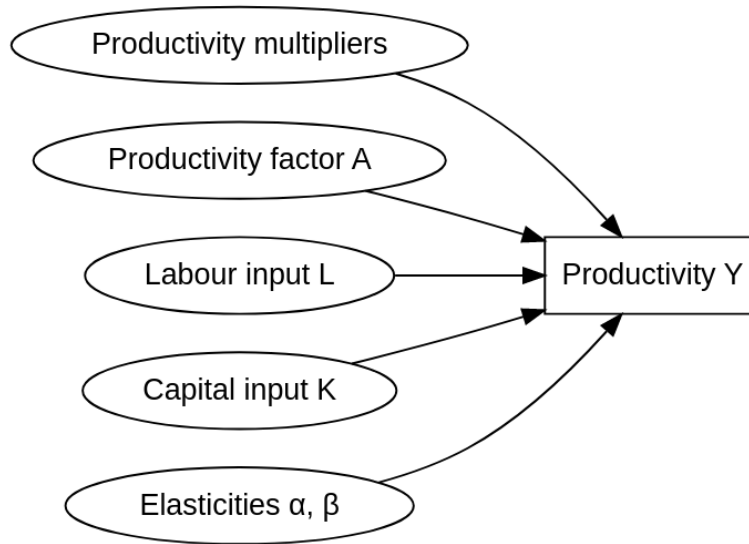 Productivity multipliers
Productivity factor A
Labour input L
Productivity Y
Capital input K
Elasticities α, β